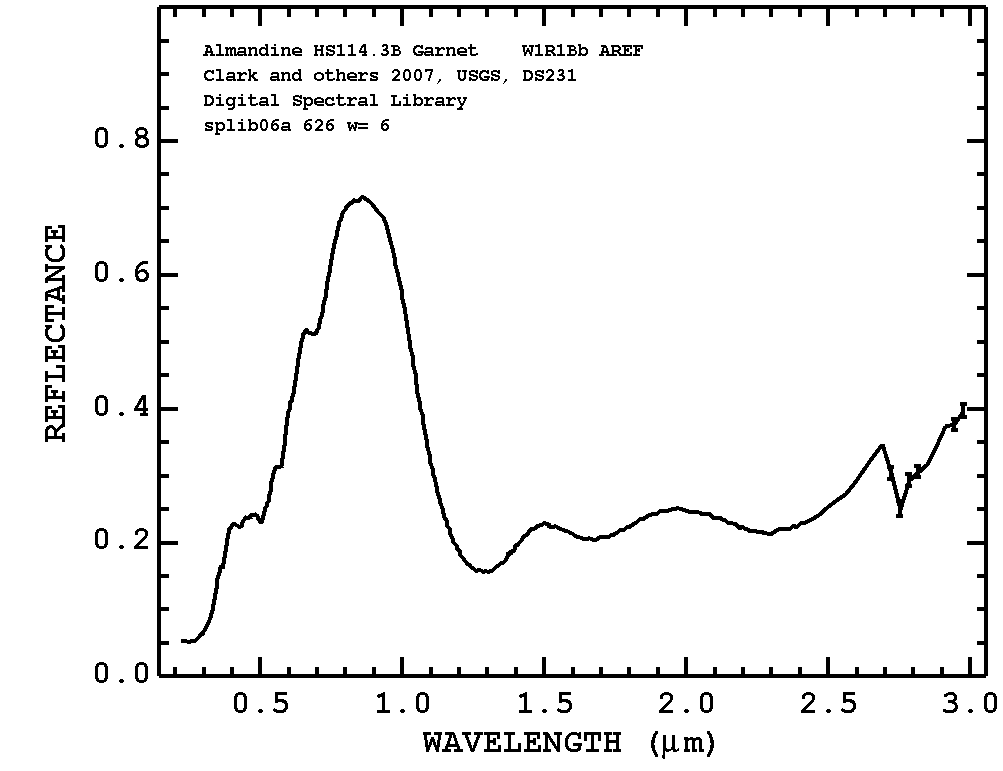 Almandine HS114.3B Garnet    W1R1Bb AREF
Clark and others 2007, USGS, DS231
Digital Spectral Library
splib06a 626 w= 6
REFLECTANCE
0.8
0.6
0.4
0.2
0.0
0.5 1.0 1.5 2.0 2.5 3.0
WAVELENGTH (μm)